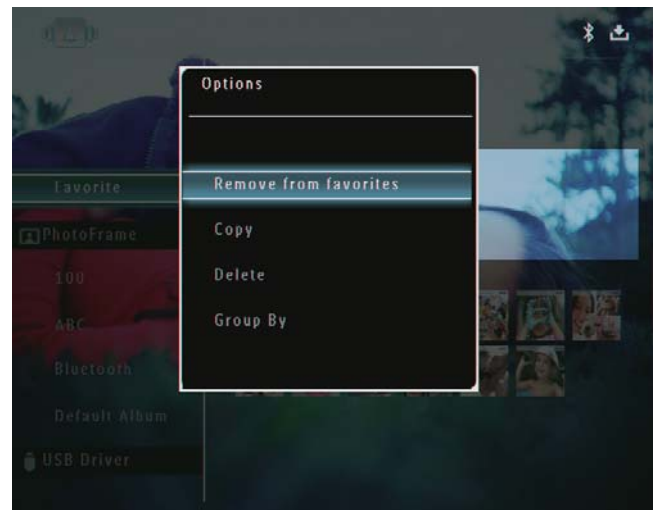 Options
Remove from favorites
Copy
Delete
Group By
Favorite
PhotoFrame
100
ABC
Bluetooth
Default Album
USB Driver